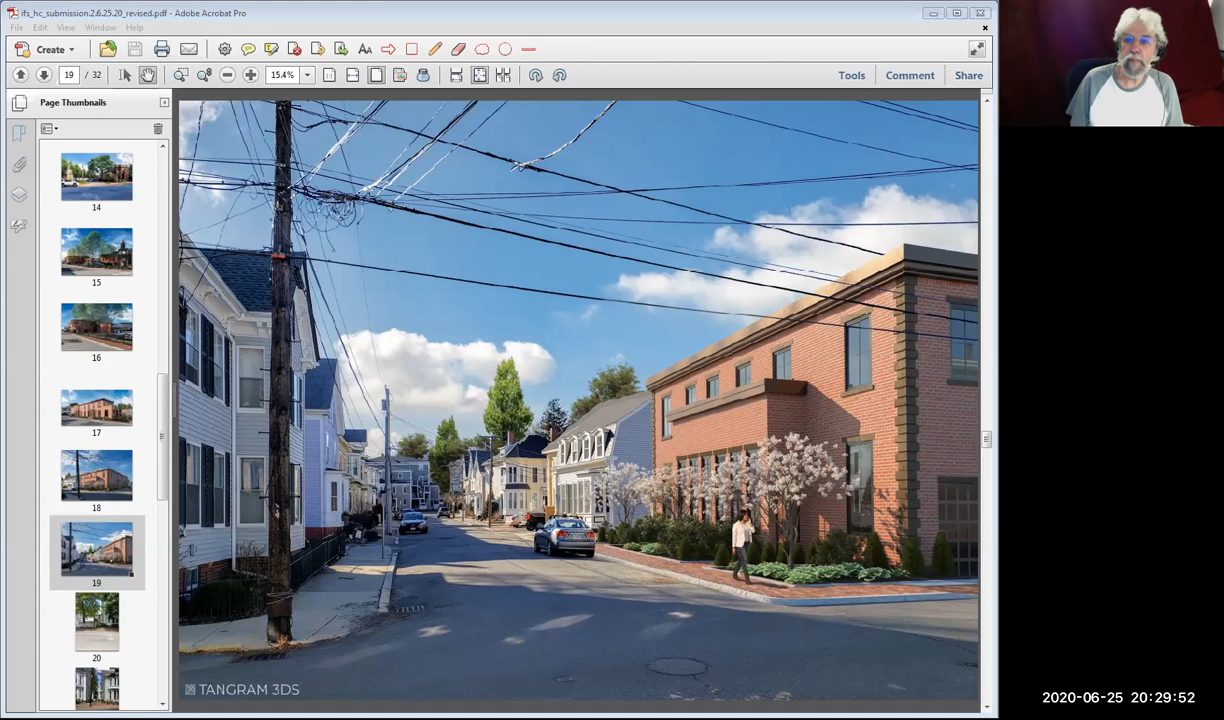 ifs_hc_submission.2.6.25.20_revised.pdf - Adobe Acrobat Pro
File Edit View Window Help
Create
19 / 32
15.4%
Tools Comment Share
Page Thumbnails
14
15
16
17
18
19
20
TANGRAM 3DS
2020-06-25 20:29:52